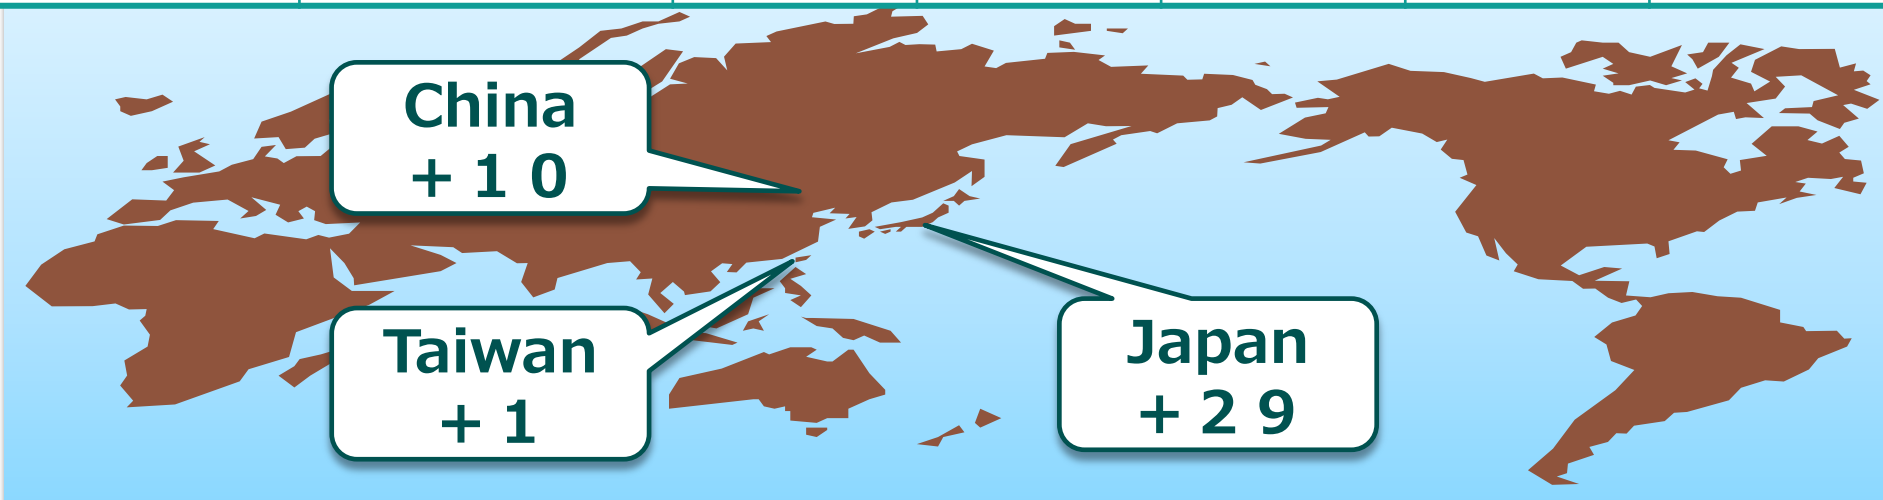 China
+１０
Taiwan
+１
Japan
+２９